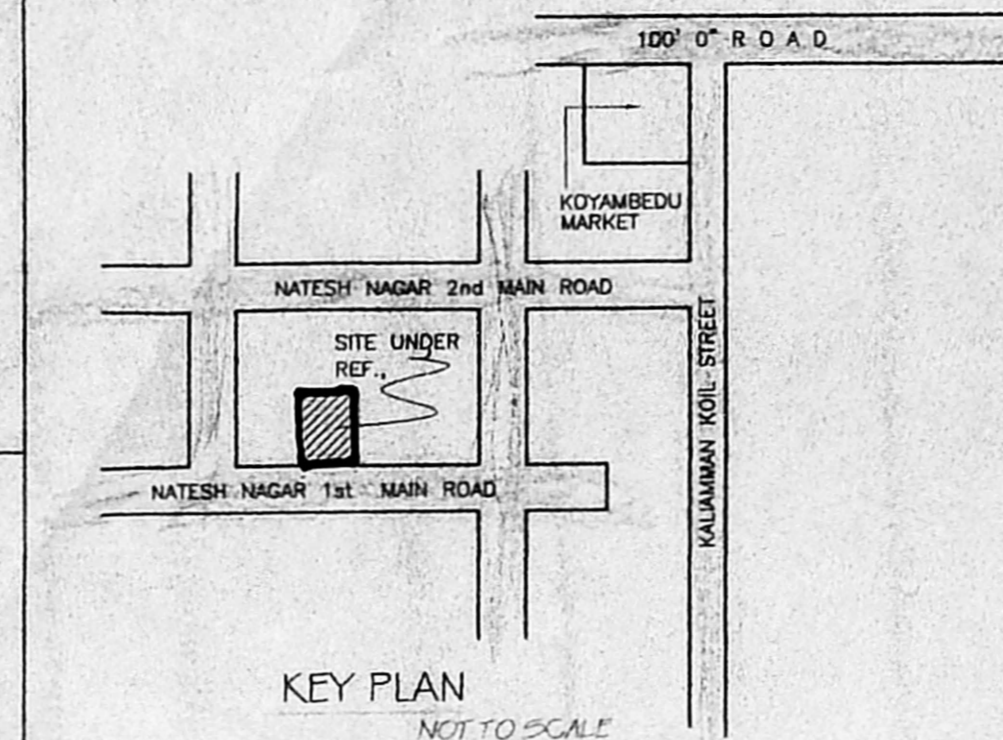 100' 0" ROAD
KOYAMBEDU
MARKET
NATESH NAGAR 2nd MAIN ROAD
SITE UNDER
REF.,
KALIAMMAN KOIL STREET
NATESH NAGAR 1st MAIN ROAD
KEY PLAN
NOT TO SCALE